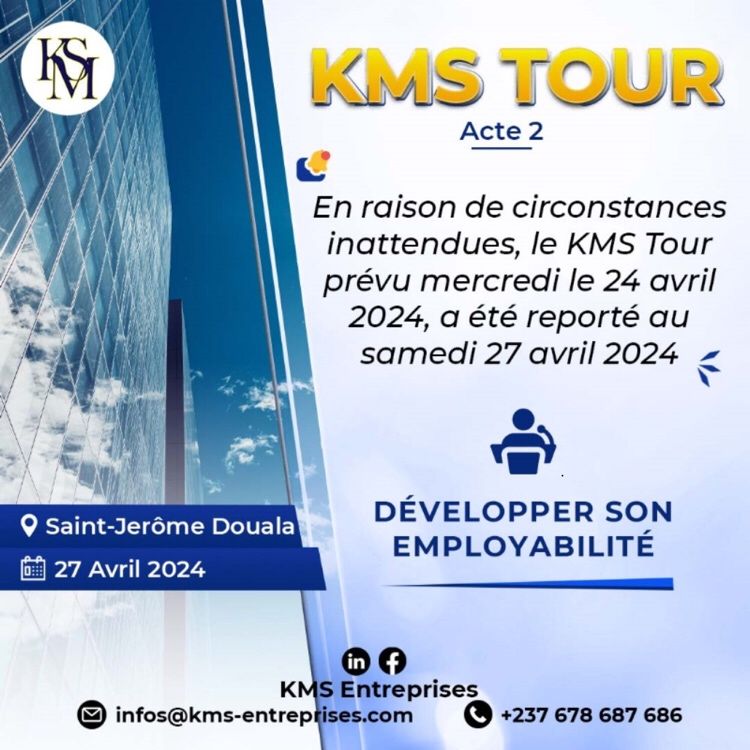 KSM
KMS TOUR
Acte 2
En raison de circonstances
inattendues, le KMS Tour
prévu mercredi le 24 avril
2024, a été reporté au
samedi 27 avril 2024
DÉVELOPPER SON
EMPLOYABILITÉ
Saint-Jerôme Douala
27 Avril 2024
in f
KMS Entreprises
infos@kms-entreprises.com
+237 678 687 686